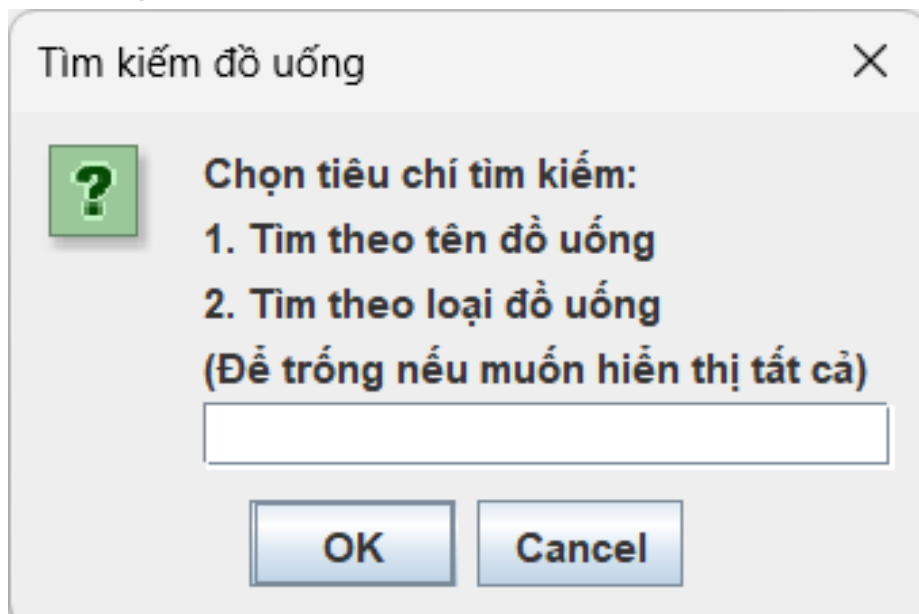 Tìm kiếm đồ uống
Chọn tiêu chí tìm kiếm:
1. Tìm theo tên đồ uống
2. Tìm theo loại đồ uống
(Để trống nếu muốn hiển thị tất cả)
OK Cancel